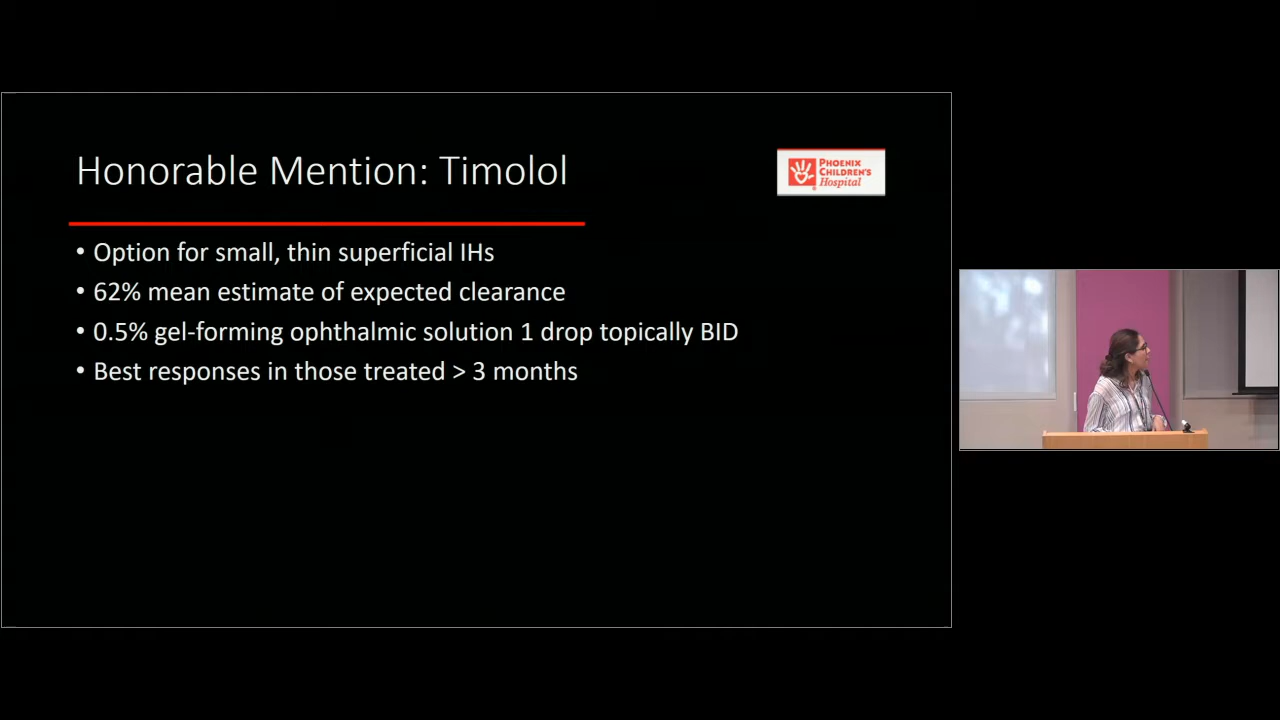 Honorable Mention: Timolol
PHOENIX
CHILDREN'S
Hospital
• Option for small, thin superficial IHs
• 62% mean estimate of expected clearance
• 0.5% gel-forming ophthalmic solution 1 drop topically BID
• Best responses in those treated > 3 months